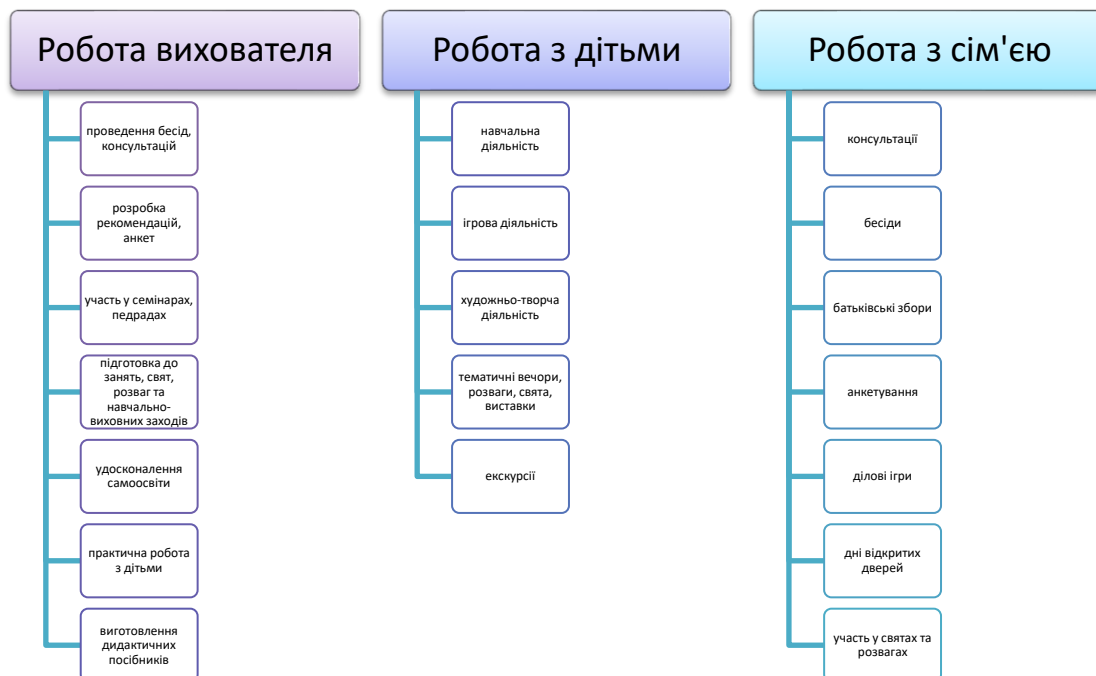 Робота вихователя
проведення бесід,
консультацій
розробка
рекомендацій,
анкет
участь у семінарах,
педрадах
підготовка до
занять, свят,
розваг та
навчально-
виховних заходів
удосконалення
самоосвіти
практична робота
з дітьми
виготовлення
дидактичних
посібників
Робота з дітьми
навчальна
діяльність
ігрова діяльність
художньо-творча
діяльність
тематичні вечори,
розваги, свята,
виставки
екскурсії
Робота з сім'єю
консультації
бесіди
батьківські збори
анкетування
ділові ігри
дні відкритих
дверей
участь у святах та
розвагах